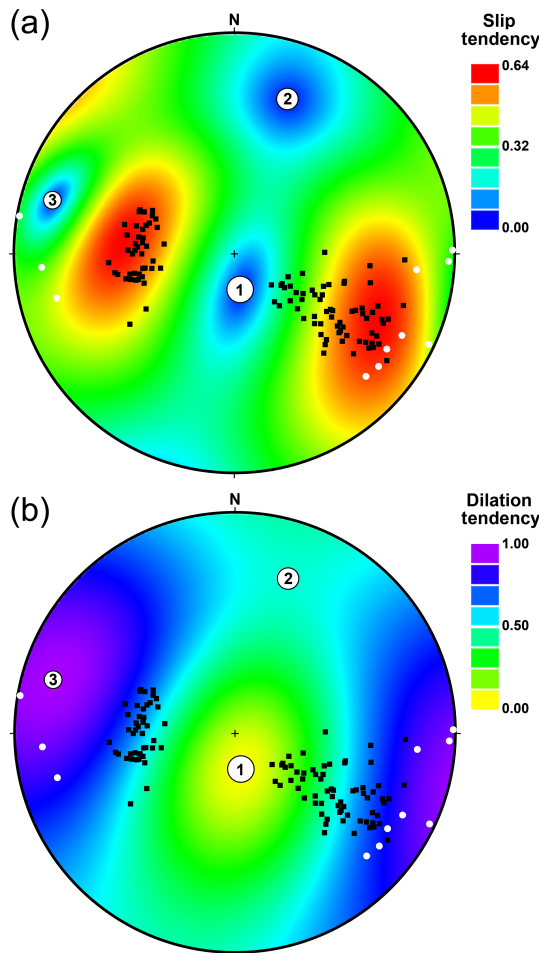 (a)
N
Slip
tendency
0.64
0.32
0.00
2
3
1
(b)
N
Dilation
tendency
1.00
0.50
0.00
2
3
1